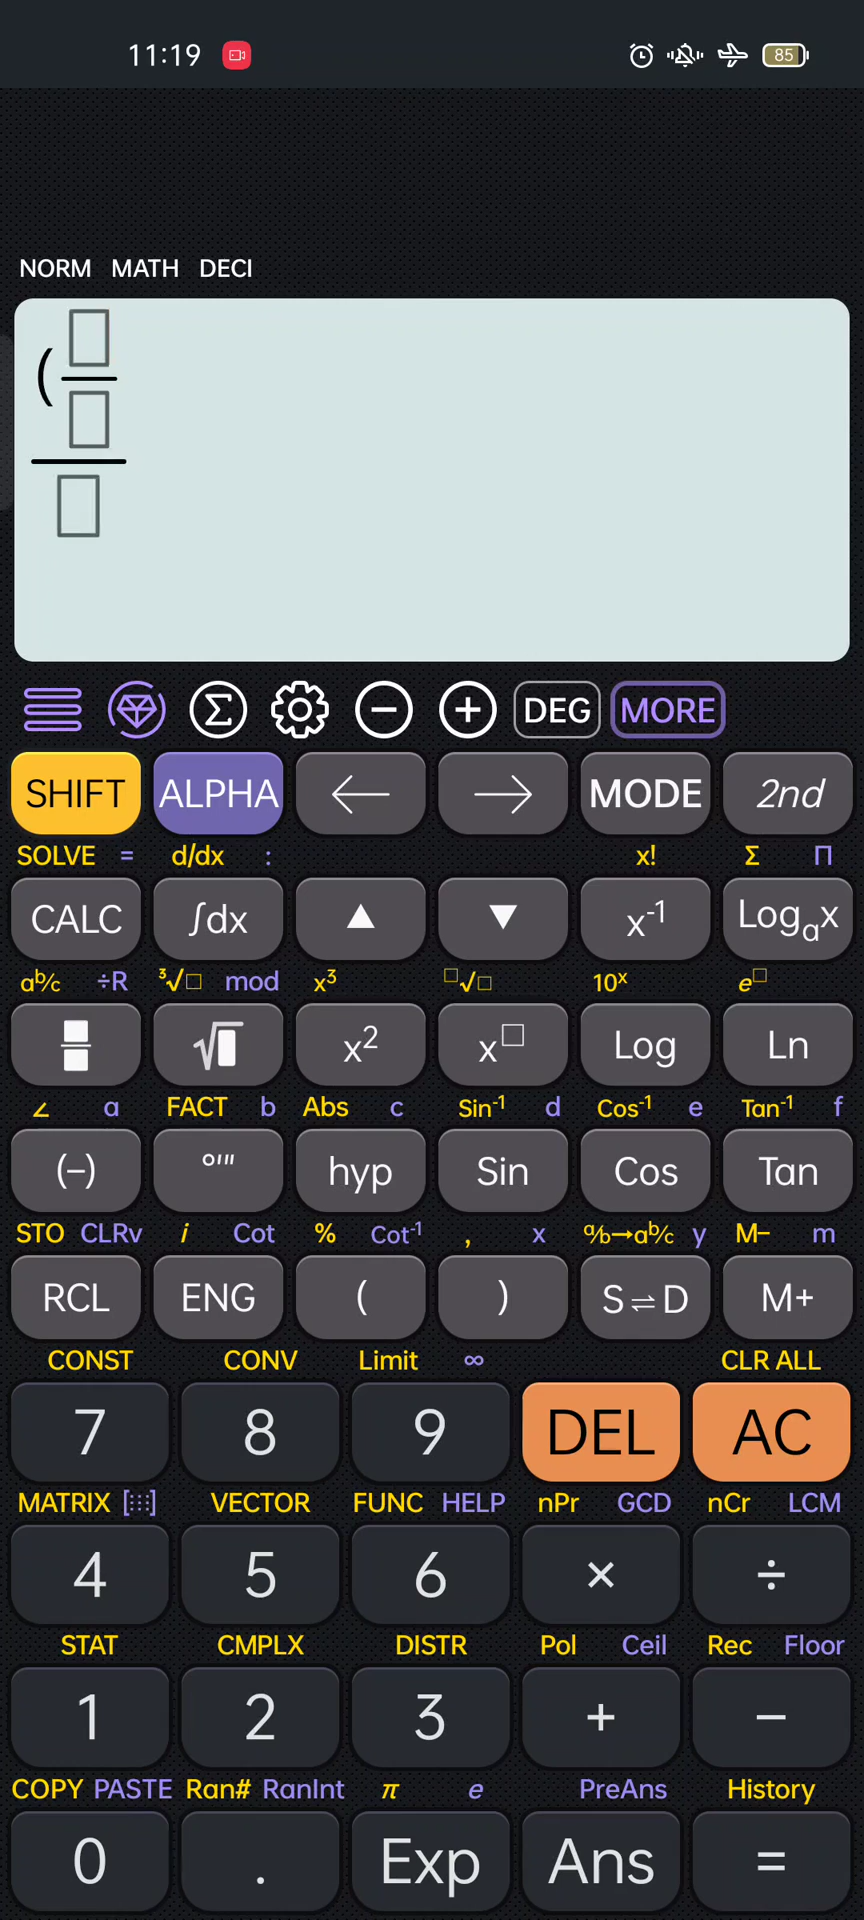 11:19 85
NORM MATH DECI
(
DEG MORE
SHIFT ALPHA ← → MODE 2nd
SOLVE = d/dx : x! Σ Π
CALC ∫dx ▲ ▼ x⁻¹ Logₐx
ab/c ÷R ³√□ mod x³ □√□ 10ˣ e□
√ x² x□ Log Ln
∠ a FACT b Abs c Sin⁻¹ d Cos⁻¹ e Tan⁻¹ f
(–) °'" hyp Sin Cos Tan
STO CLRv i Cot % Cot⁻¹ , x a/b→ab/c y M– m
RCL ENG ( ) S⇌D M+
CONST CONV Limit ∞ CLR ALL
7 8 9 DEL AC
MATRIX VECTOR FUNC HELP nPr GCD nCr LCM
4 5 6 × ÷
STAT CMPLX DISTR Pol Ceil Rec Floor
1 2 3 + −
COPY PASTE Ran# RanInt π e PreAns History
0 . Exp Ans =